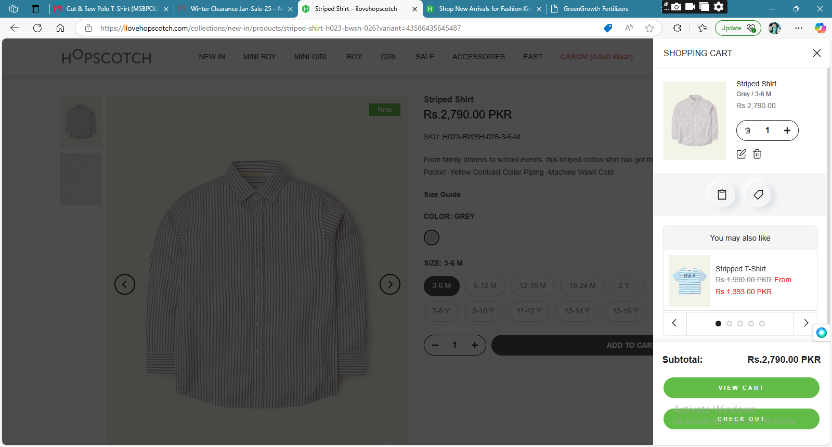 Cut & Sew Polo T-Shirt (MSBPOLO
Winter Clearance Jan-Sale-25 – M
Striped Shirt – ilovehopscotch
Shop New Arrivals for Fashion Ki
GreenGrowth Fertilizers
https://ilovehopscotch.com/collections/new-in/products/striped-shirt-h023-bwsh-026?variant=43586435645487
Update
HOPSCOTCH
NEW IN MINI BOY MINI GIRL BOY GIRL SALE ACCESSORIES EAST CAROM (Adult Wear)
New
Striped Shirt
Rs.2,790.00 PKR
SKU: H023-BWSH-026-3-6-M
From family dinners to school events, this striped cotton shirt has got th
Pocket -Yellow Contrast Collar Piping -Machine Wash Cold
Size Guide
COLOR: GREY
SIZE: 3-6 M
3-6 M 6-12 M 12-18 M 18-24 M 2 Y
7-8 Y 9-10 Y 11-12 Y 13-14 Y 15-16 Y
− 1 +
ADD TO CAR
SHOPPING CART
Striped Shirt
Grey / 3-6 M
Rs.2,790.00
1 +
You may also like
Stripped T-Shirt
Rs.1,990.00 PKR From
Rs.1,393.00 PKR
Subtotal: Rs.2,790.00 PKR
VIEW CART
Activate Windows
CHECK OUT